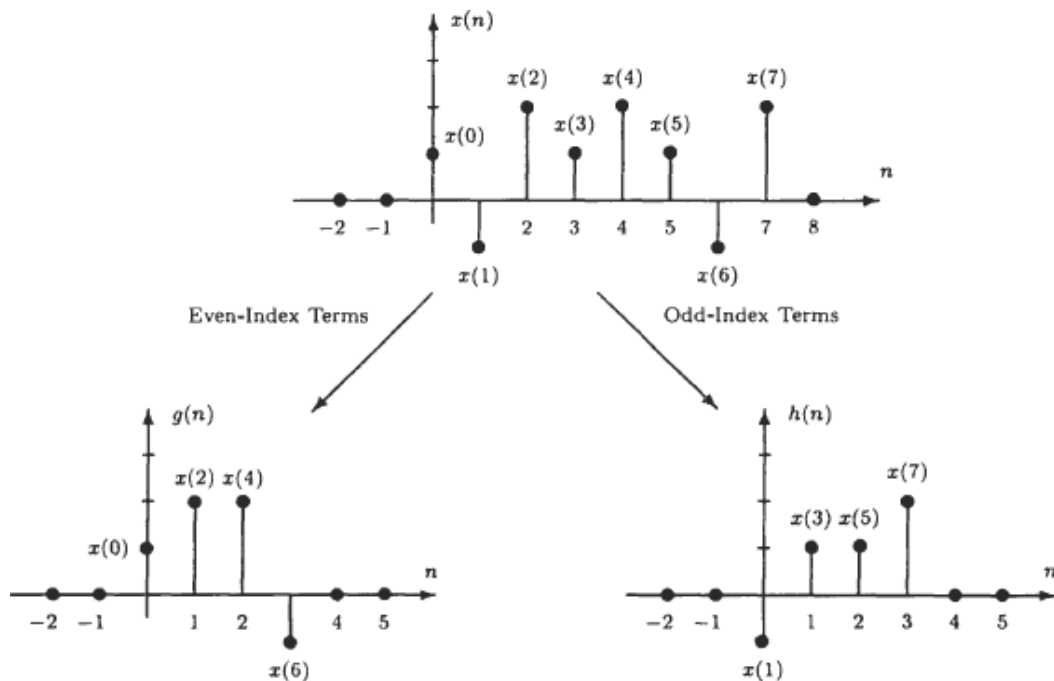 x(n)
x(2) x(4) x(7)
x(0) x(3) x(5)
n
−2 −1 2 3 4 5 7 8
x(1) x(6)
Even-Index Terms Odd-Index Terms
g(n) h(n)
x(2) x(4) x(7)
x(0) x(3) x(5)
n n
−2 −1 1 2 4 5 −2 −1 1 2 3 4 5
x(6) x(1)